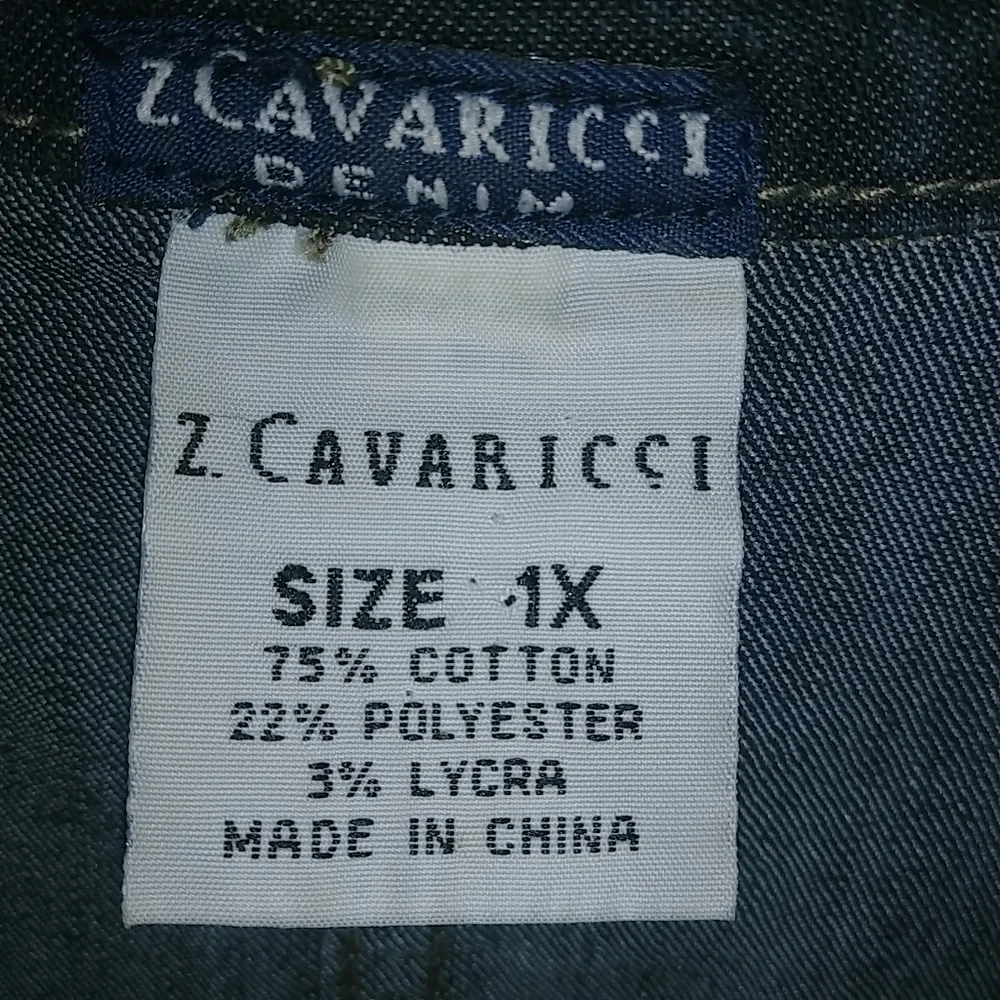 Z. CAVARICCI
DENIM
Z. CAVARICCI
SIZE 1X
75% COTTON
22% POLYESTER
3% LYCRA
MADE IN CHINA